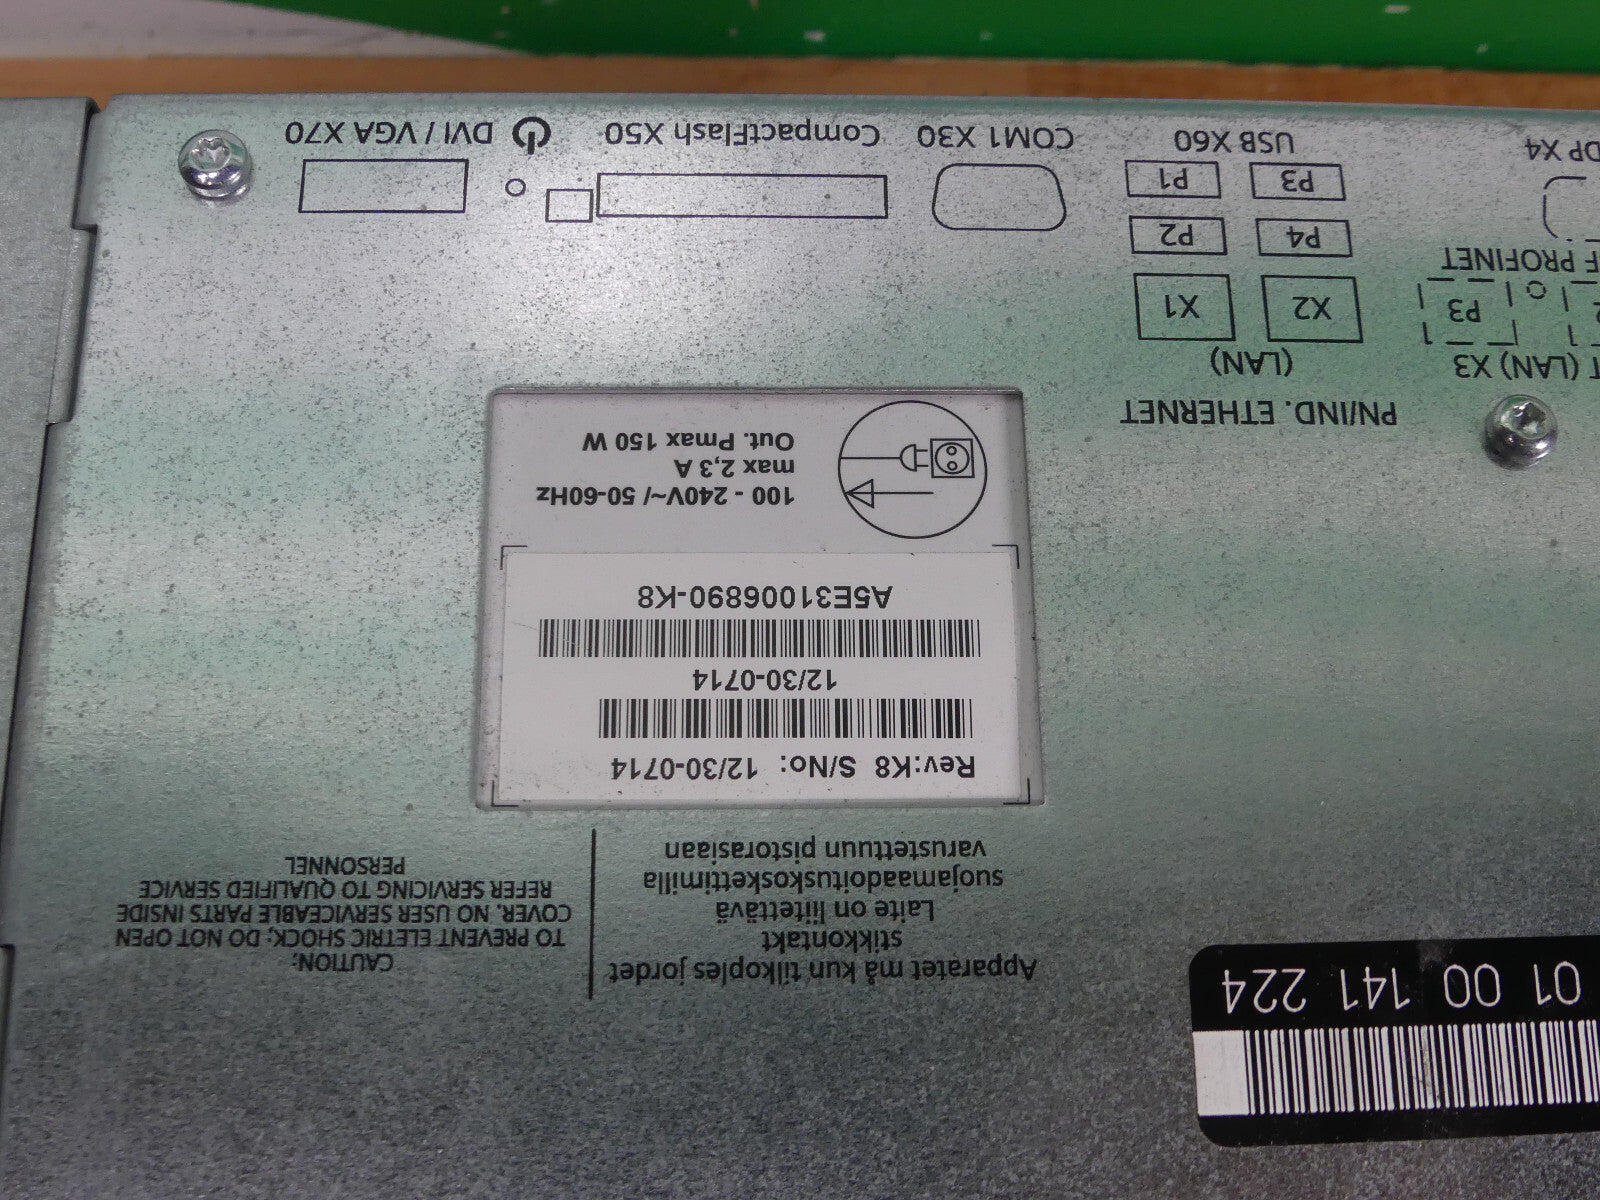 01 00 141 224
Apparatet må kun tilkoples jordet
stikkontakt
Laite on liitettävä
suojamaadoituskoskettimilla
varustettuun pistorasiaan
CAUTION:
TO PREVENT ELETRIC SHOCK; DO NOT OPEN
COVER, NO USER SERVICEABLE PARTS INSIDE
REFER SERVICING TO QUALIFIED SERVICE
PERSONNEL
Rev:K8 S/No: 12/30-0714
12/30-0714
A5E31006890-K8
100 - 240V~/ 50-60Hz
max 2,3 A
Out. Pmax 150 W
PN/IND. ETHERNET
(LAN)
T (LAN) X3
X2
X1
P3
F PROFINET
P4
P2
P3
P1
DP X4
USB X60
COM1 X30
CompactFlash X50
DVI / VGA X70